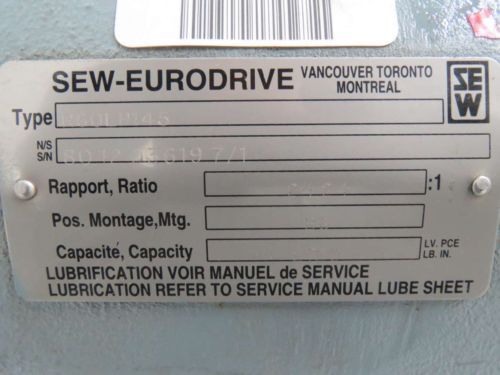 SEW-EURODRIVE VANCOUVER TORONTO
MONTREAL
SEW
Type
N/S
S/N
Rapport, Ratio :1
Pos. Montage,Mtg.
Capacité, Capacity LV. PCE
LB. IN.
LUBRIFICATION VOIR MANUEL de SERVICE
LUBRICATION REFER TO SERVICE MANUAL LUBE SHEET